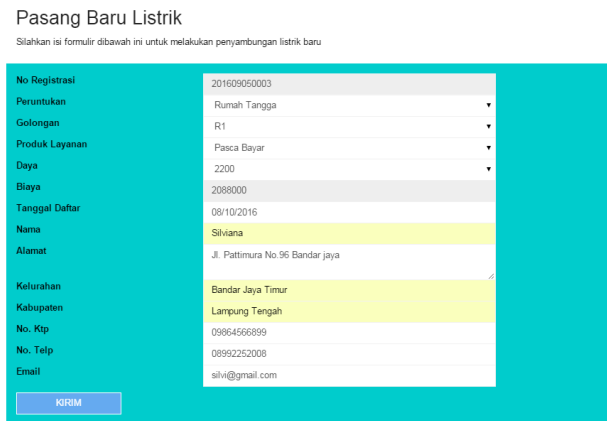 Pasang Baru Listrik
Silahkan isi formulir dibawah ini untuk melakukan penyambungan listrik baru
No Registrasi 201609050003
Peruntukan Rumah Tangga
Golongan R1
Produk Layanan Pasca Bayar
Daya 2200
Biaya 2088000
Tanggal Daftar 08/10/2016
Nama Silviana
Alamat Jl. Pattimura No.96 Bandar jaya
Kelurahan Bandar Jaya Timur
Kabupaten Lampung Tengah
No. Ktp 09864566899
No. Telp 08992252008
Email silvi@gmail.com
KIRIM